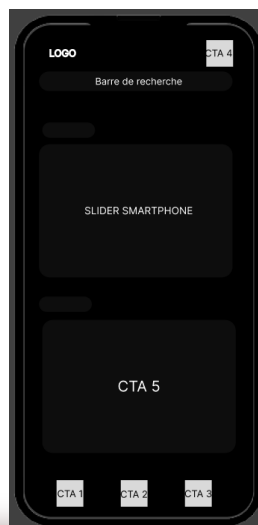 LOGO
CTA 4
Barre de recherche
SLIDER SMARTPHONE
CTA 5
CTA 1
CTA 2
CTA 3